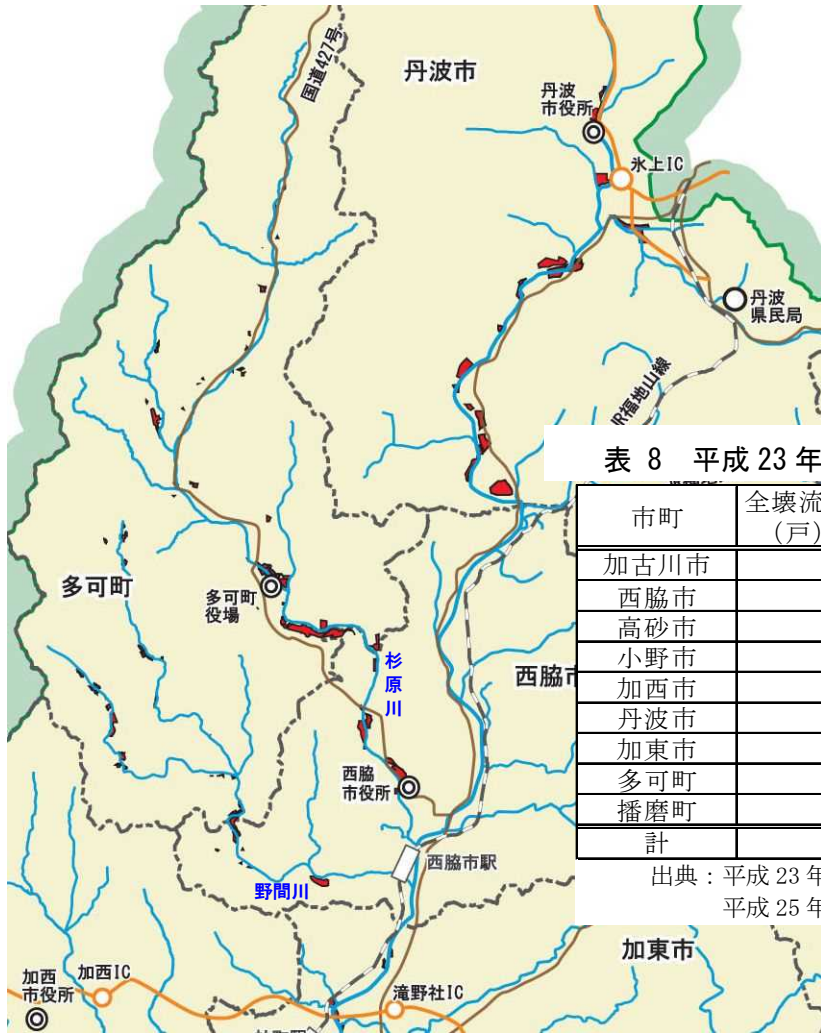 国道427号
丹波市
丹波
市役所
氷上IC
丹波
県民局
JR福地山線
表 8 平成 23 年
市町
全壊流
(戸)
加古川市
西脇市
高砂市
小野市
加西市
丹波市
加東市
多可町
播磨町
計
出典：平成 23 年
平成 25 年
多可町
多可町
役場
杉
原
川
西脇市
西脇
市役所
西脇市駅
野間川
加東市
加西
市役所
加西IC
滝野社IC